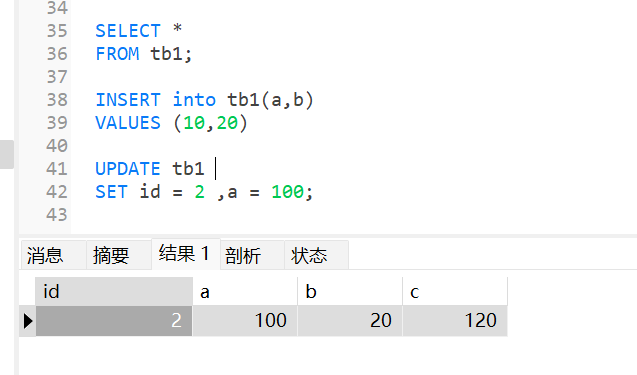 34
35 SELECT *
36 FROM tb1;
37
38 INSERT into tb1(a,b)
39 VALUES (10,20)
40
41 UPDATE tb1
42 SET id = 2 ,a = 100;
43
消息 摘要 结果 1 剖析 状态
id a b c
2 100 20 120